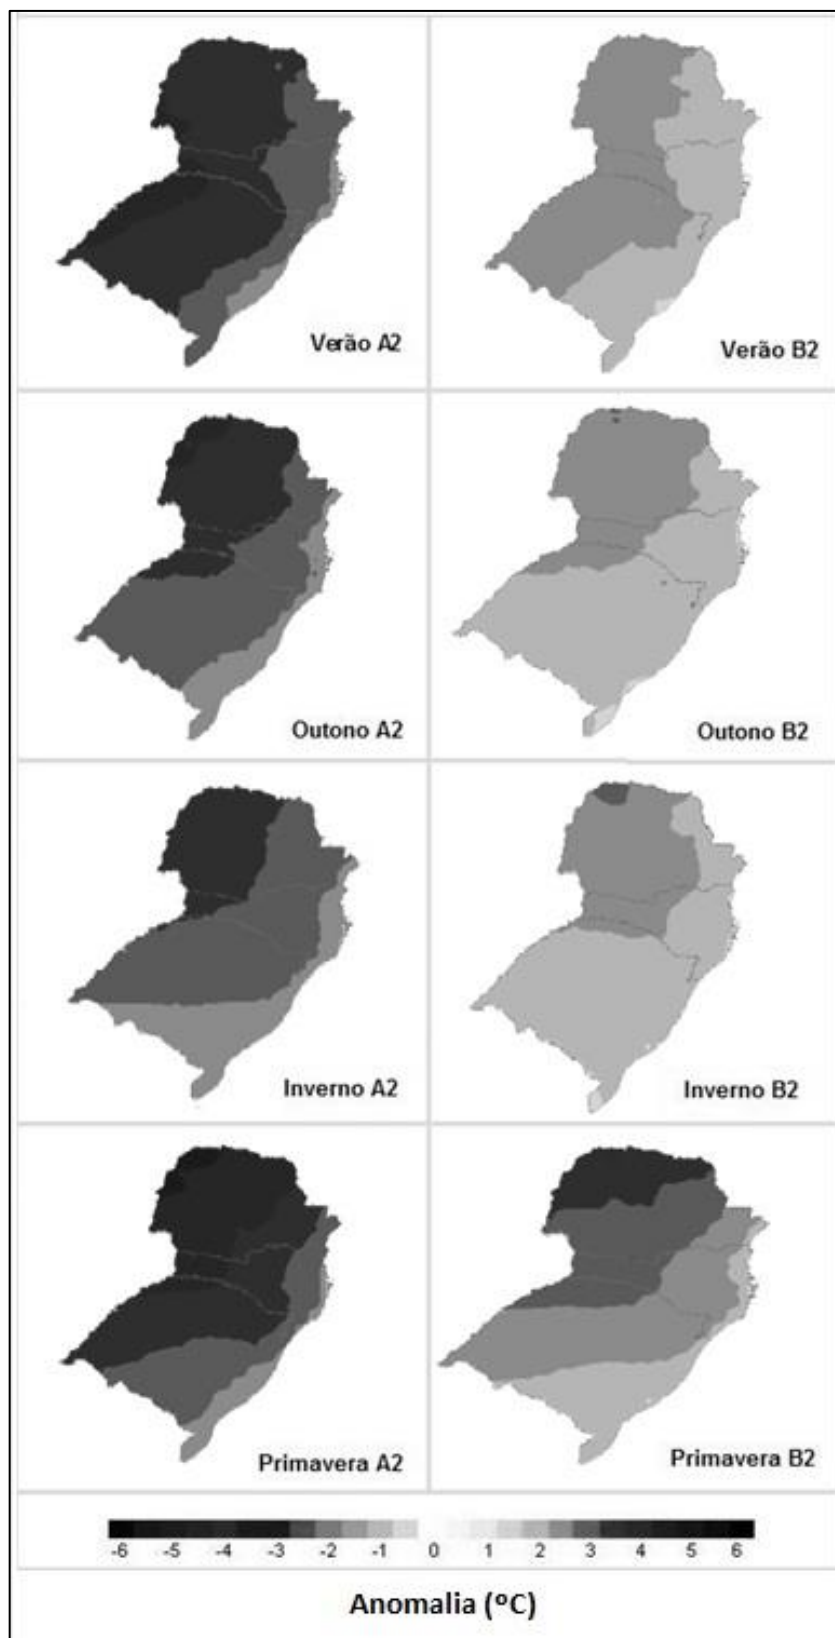 Verão A2
Verão B2
Outono A2
Outono B2
Inverno A2
Inverno B2
Primavera A2
Primavera B2
-6 -5 -4 -3 -2 -1 0 1 2 3 4 5 6
Anomalia (ºC)